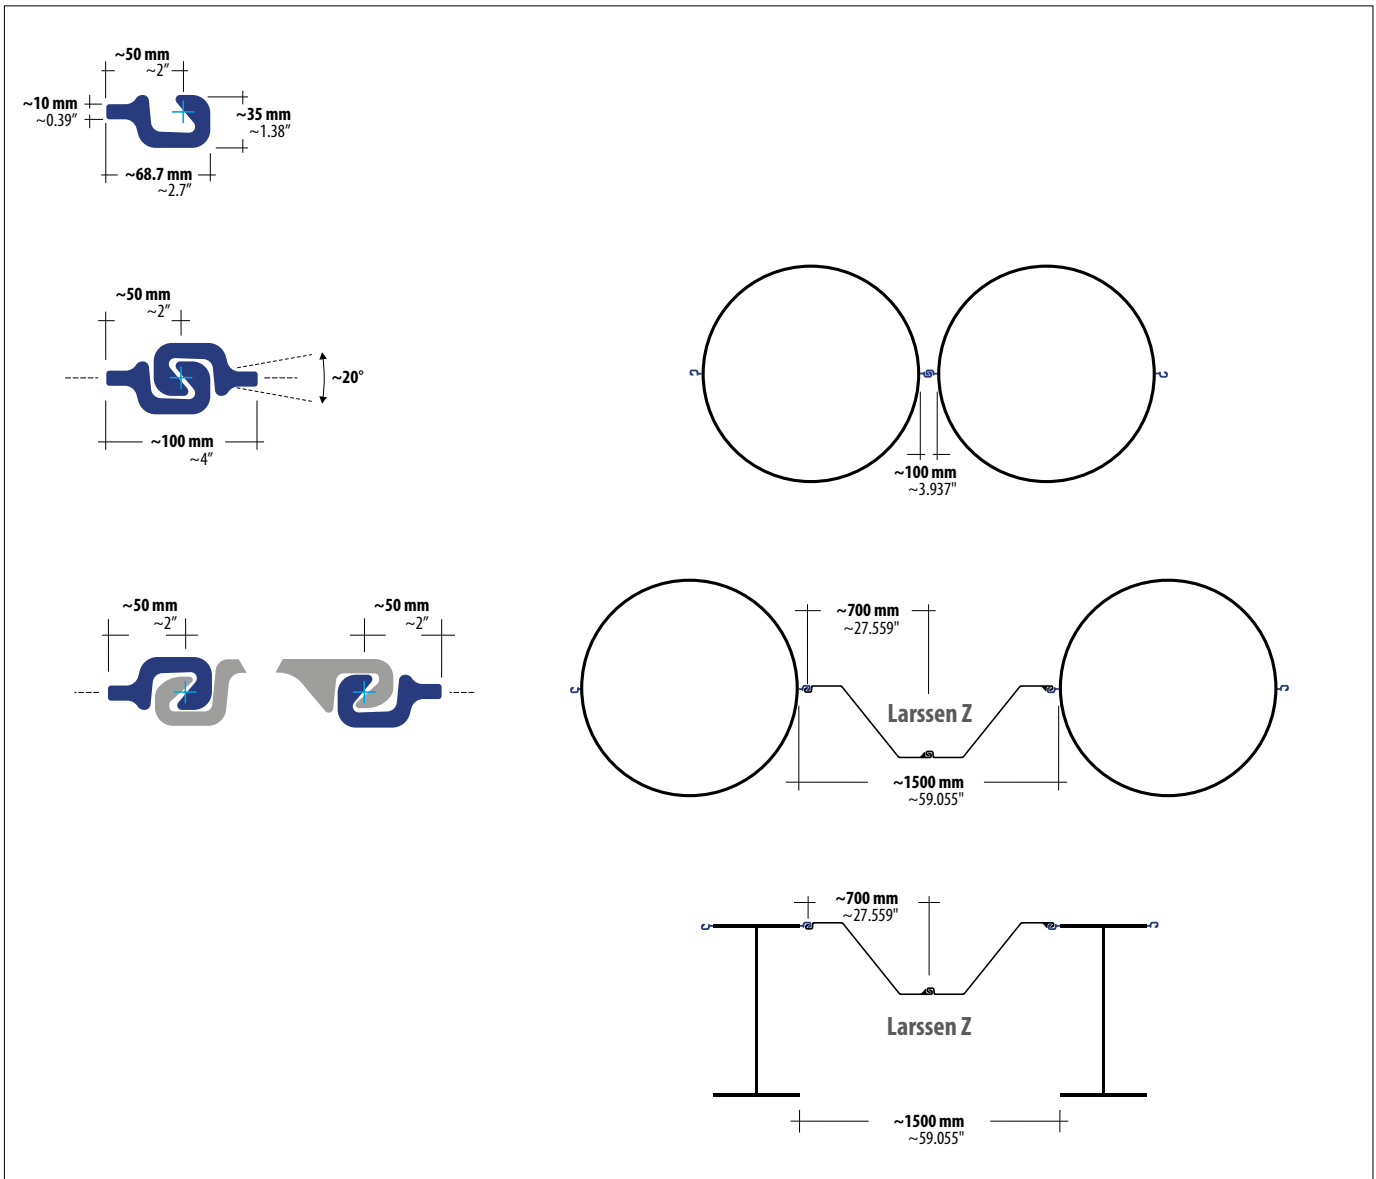 ~50 mm
~2"
~10 mm
~0.39"
~35 mm
~1.38"
~68.7 mm
~2.7"
~50 mm
~2"
~20°
~100 mm
~4"
~100 mm
~3.937"
~50 mm
~2"
~50 mm
~2"
~700 mm
~27.559"
Larssen Z
~1500 mm
~59.055"
~700 mm
~27.559"
Larssen Z
~1500 mm
~59.055"